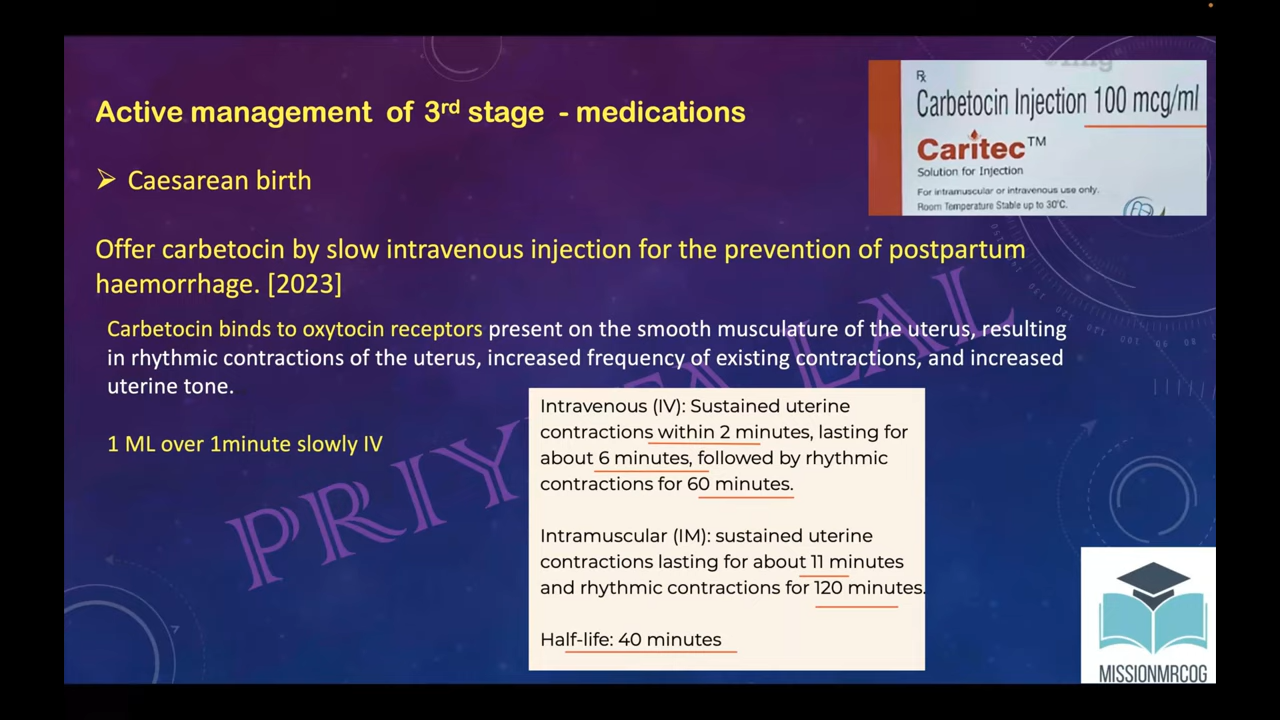 Active management of 3rd stage - medications
➢ Caesarean birth
Offer carbetocin by slow intravenous injection for the prevention of postpartum
haemorrhage. [2023]
Carbetocin binds to oxytocin receptors present on the smooth musculature of the uterus, resulting
in rhythmic contractions of the uterus, increased frequency of existing contractions, and increased
uterine tone.
1 ML over 1minute slowly IV
Rx
Carbetocin Injection 100 mcg/ml
Caritec™
Solution for Injection
For intramuscular or intravenous use only.
Room Temperature Stable up to 30°C.
Intravenous (IV): Sustained uterine
contractions within 2 minutes, lasting for
about 6 minutes, followed by rhythmic
contractions for 60 minutes.
Intramuscular (IM): sustained uterine
contractions lasting for about 11 minutes
and rhythmic contractions for 120 minutes.
Half-life: 40 minutes
LAL
MISSIONMRCOG